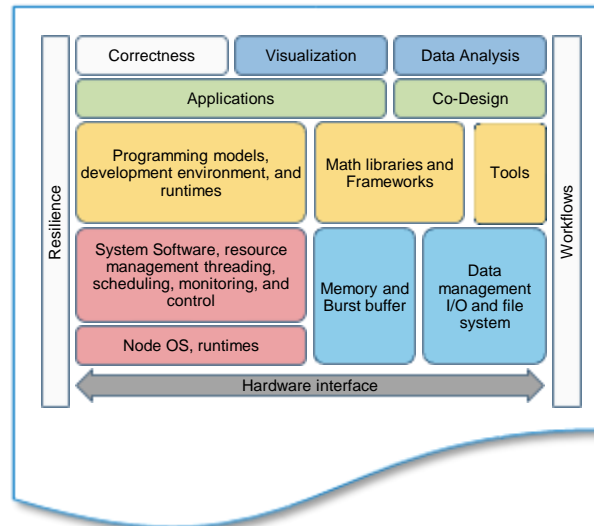 Correctness
Visualization
Data Analysis
Applications
Co-Design
Programming models,
development environment, and
runtimes
Math libraries and
Frameworks
Tools
Resilience
Workflows
System Software, resource
management threading,
scheduling, monitoring, and
control
Memory and
Burst buffer
Data
management
I/O and file
system
Node OS, runtimes
Hardware interface